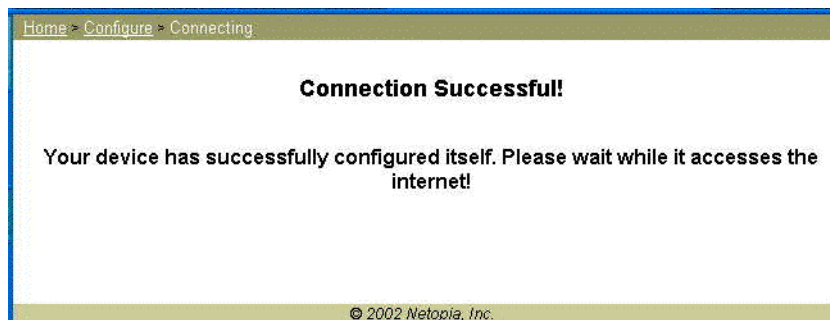 Home > Configure > Connecting
Connection Successful!
Your device has successfully configured itself. Please wait while it accesses the
internet!
© 2002 Netopia, Inc.